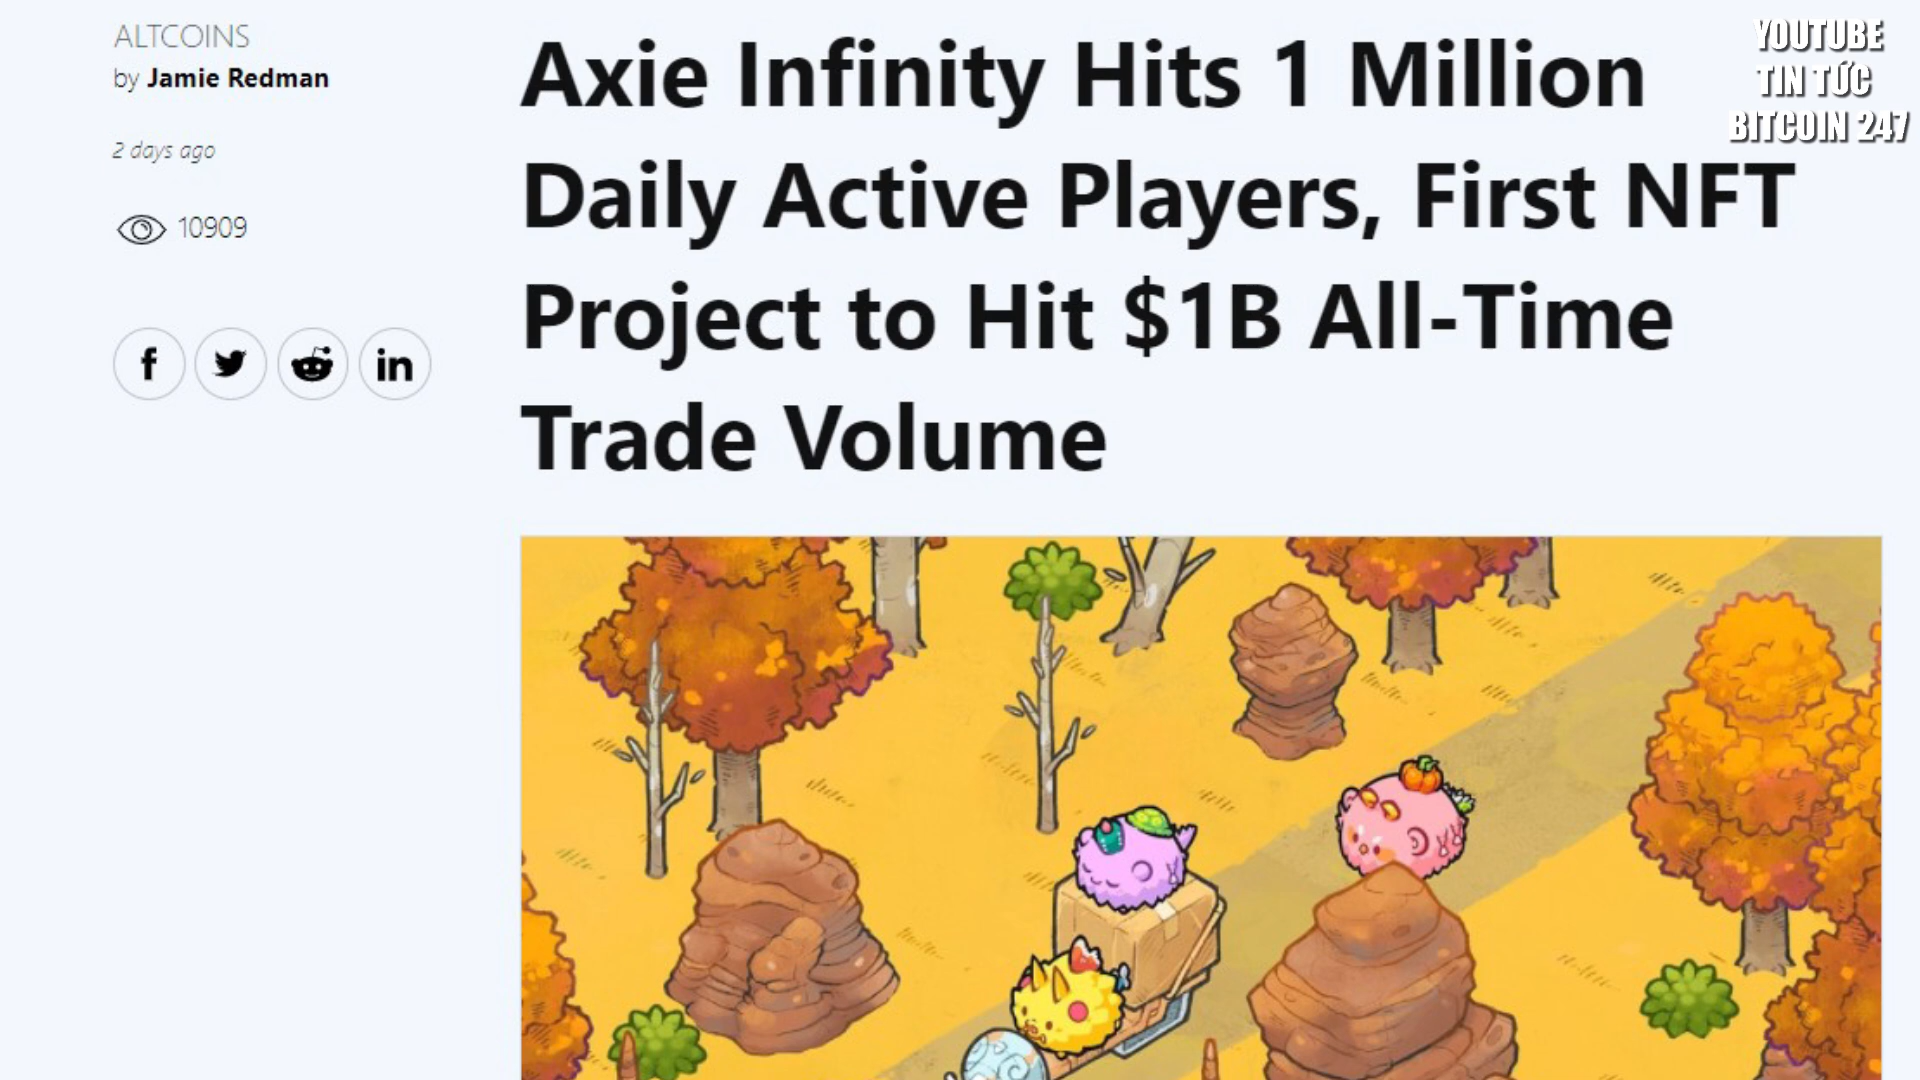 ALTCOINS
by Jamie Redman
2 days ago
10909
f
in
Axie Infinity Hits 1 Million
Daily Active Players, First NFT
Project to Hit $1B All-Time
Trade Volume
YOUTUBE
TIN TỨC
BITCOIN 247